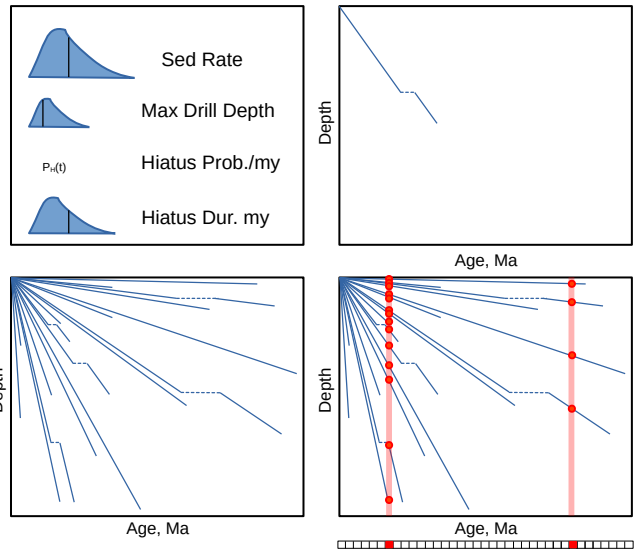 Sed Rate
Max Drill Depth
PH(t)
Hiatus Prob./my
Hiatus Dur. my
Depth
Age, Ma
Depth
Age, Ma
Depth
Age, Ma